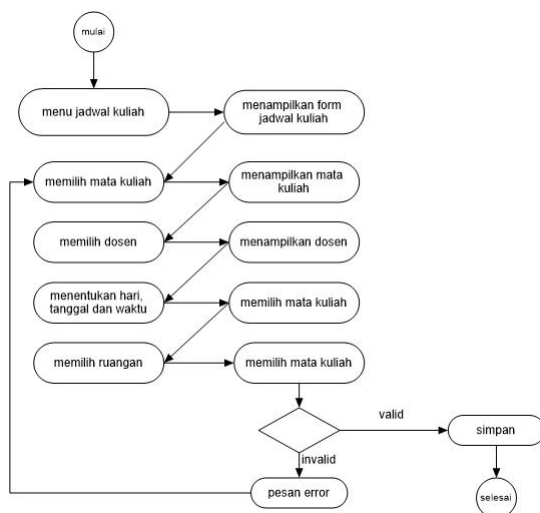 mulai
menu jadwal kuliah
menampilkan form
jadwal kuliah
memilih mata kuliah
menampilkan mata
kuliah
memilih dosen
menampilkan dosen
menentukan hari,
tanggal dan waktu
memilih mata kuliah
memilih ruangan
memilih mata kuliah
valid
simpan
invalid
pesan error
selesai